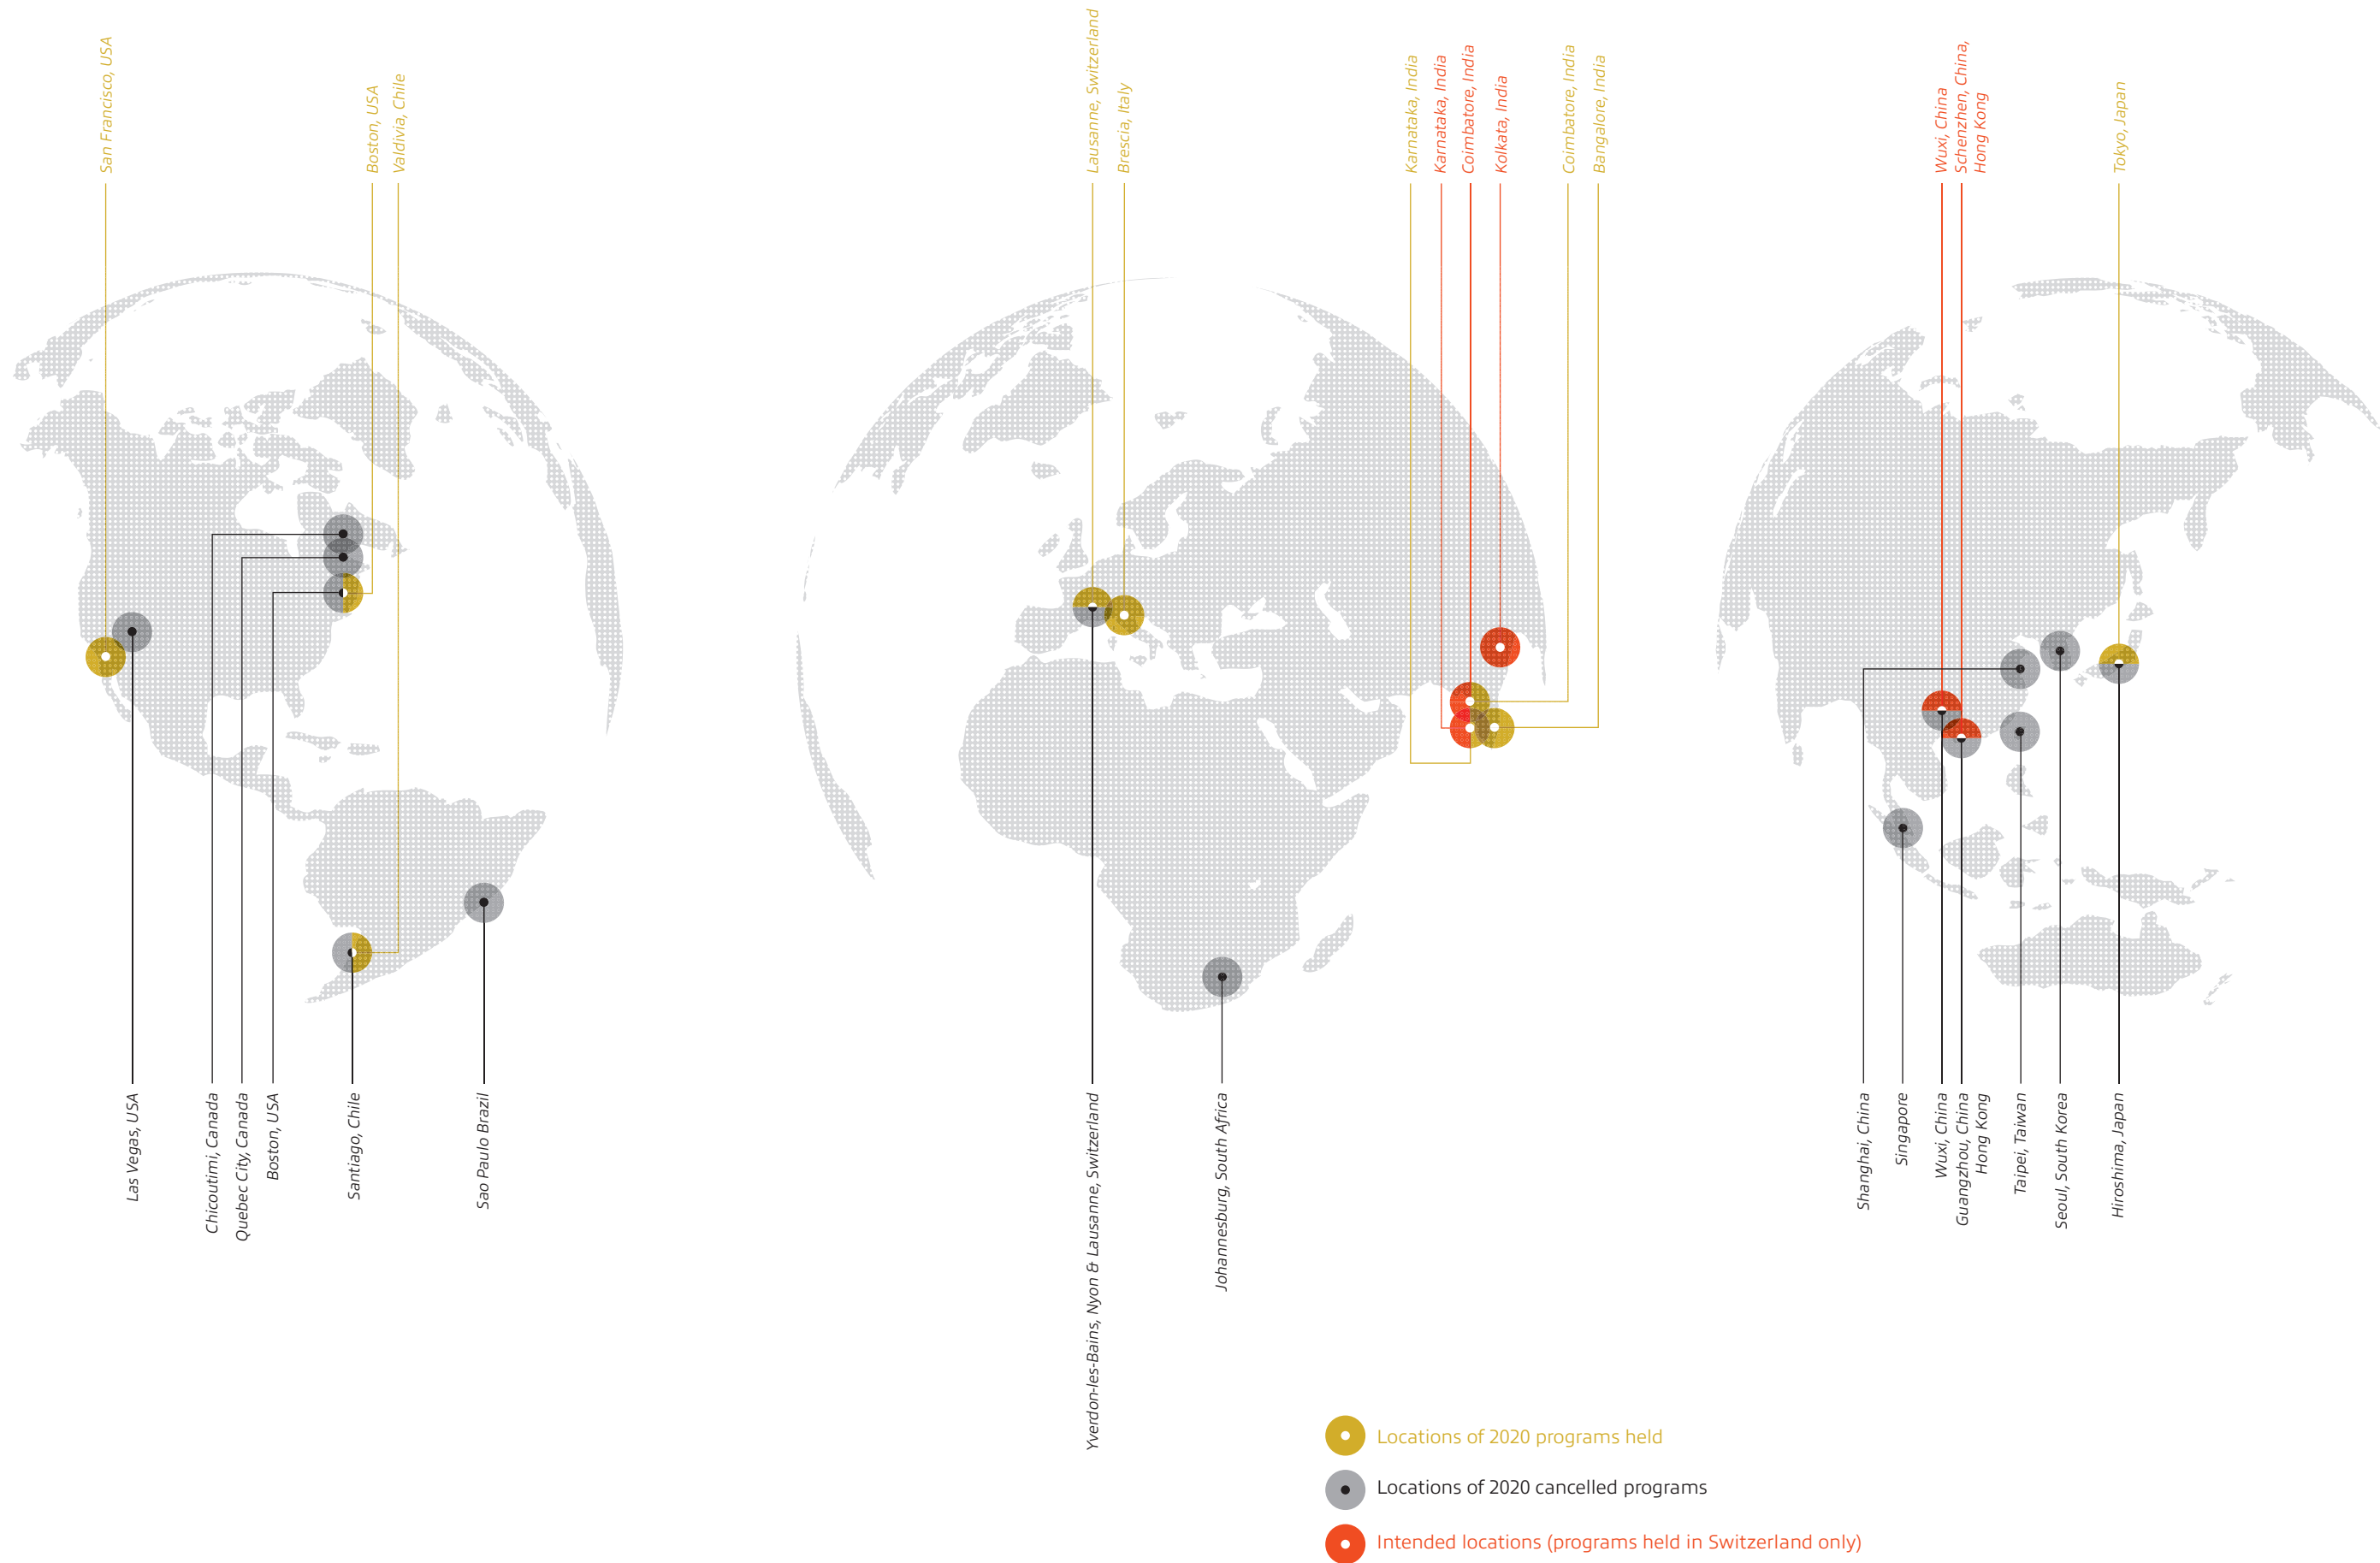 San Francisco, USA
Boston, USA
Valdivia, Chile
Lausanne, Switzerland
Brescia, Italy
Karnataka, India
Karnataka, India
Coimbatore, India
Kolkata, India
Coimbatore, India
Bangalore, India
Wuxi, China
Schenzhen, China,
Hong Kong
Tokyo, Japan
Las Vegas, USA
Chicoutimi, Canada
Quebec City, Canada
Boston, USA
Santiago, Chile
Sao Paulo Brazil
Yverdon-les-Bains, Nyon & Lausanne, Switzerland
Johannesburg, South Africa
Shanghai, China
Singapore
Wuxi, China
Guangzhou, China
Hong Kong
Taipei, Taiwan
Seoul, South Korea
Hiroshima, Japan
Locations of 2020 programs held
Locations of 2020 cancelled programs
Intended locations (programs held in Switzerland only)